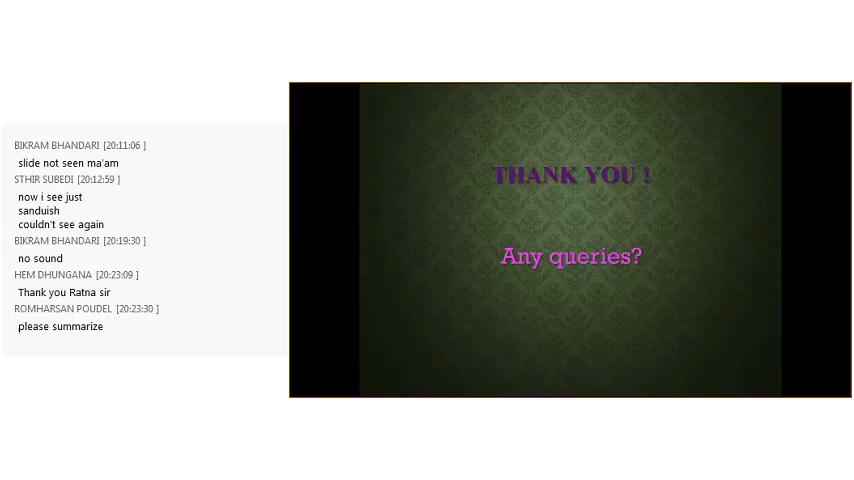 BIKRAM BHANDARI [20:11:06 ]
slide not seen ma'am
STHIR SUBEDI [20:12:59 ]
now i see just
sanduish
couldn't see again
BIKRAM BHANDARI [20:19:30 ]
no sound
HEM DHUNGANA [20:23:09 ]
Thank you Ratna sir
ROMHARSAN POUDEL [20:23:30 ]
please summarize
THANK YOU !
Any queries?